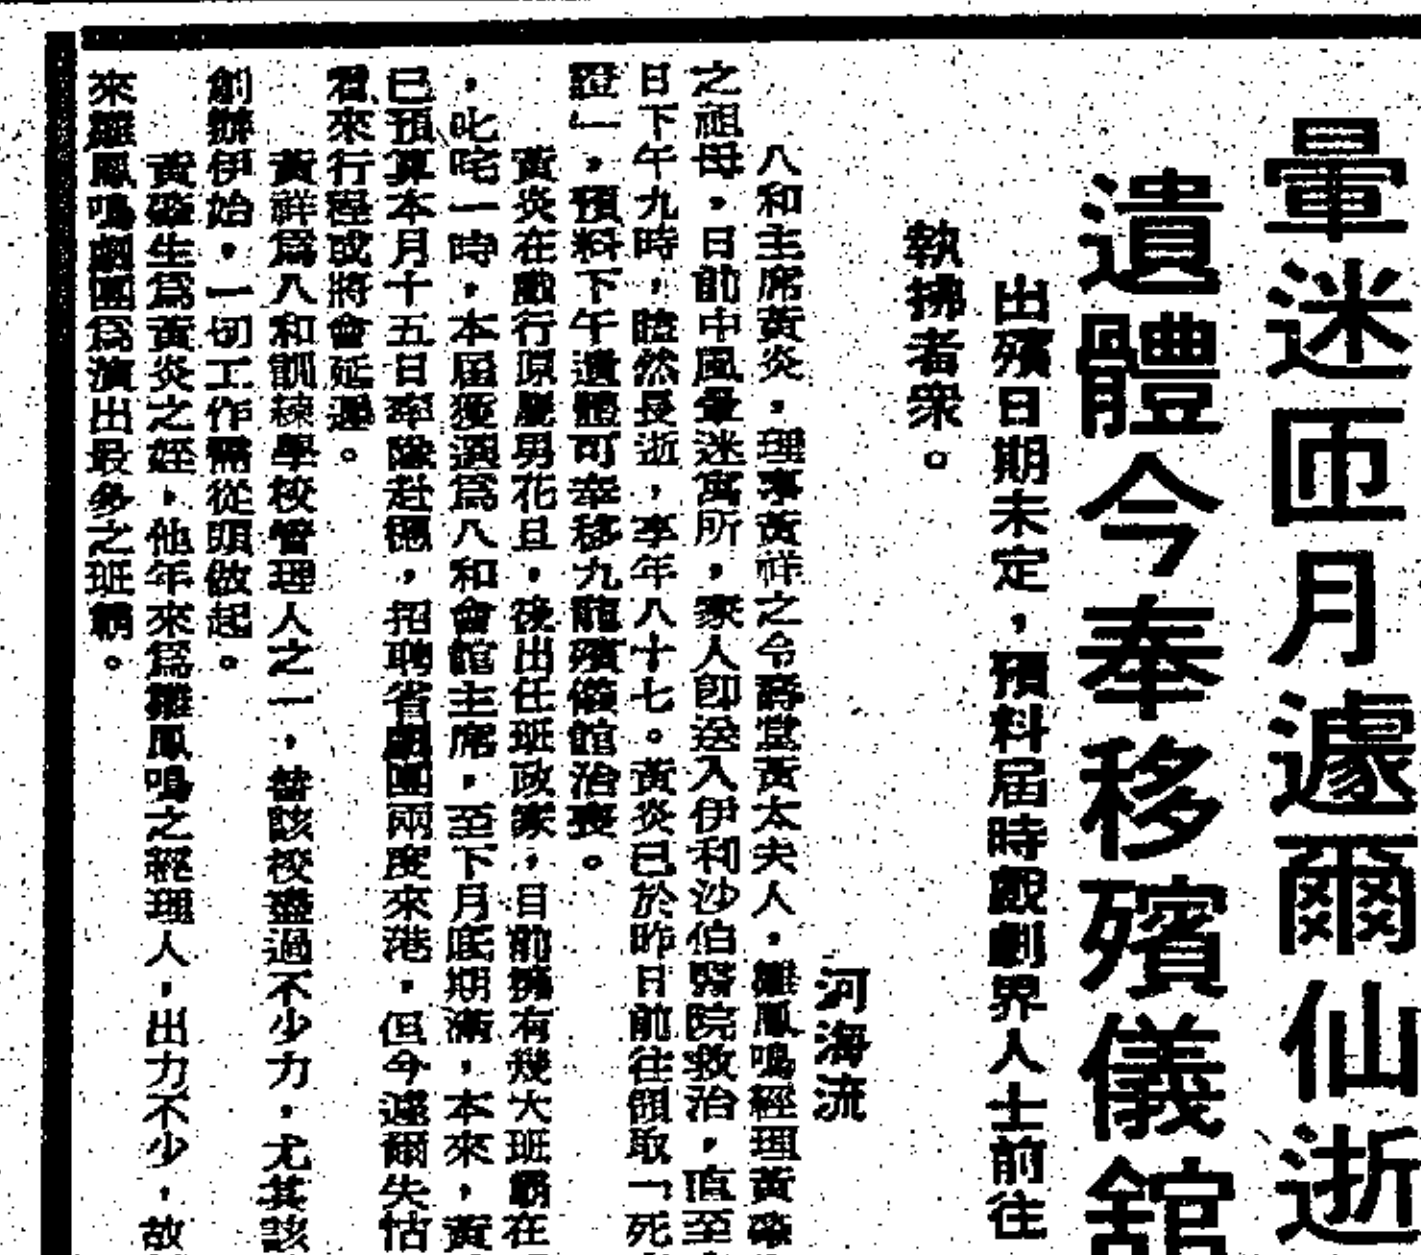 暈迷匝月遽爾仙逝
遺體今奉移殯儀舘
出殯日期未定，預料屆時戲劇界人士前往
執拂者衆。
河海流
八和主席黃炎，理事黃祥之令壽堂黃太夫人，雛鳳鳴經理黃
之祖母，日前中風暈迷寓所，家人卽送入伊利沙伯醫院救治，直至
日下午九時，瞌然長逝，享年八十七。黃炎已於昨日前往領取「死
證」，預料下午遺體可奉移九龍殯儀館治喪。
黃炎在戲行原屬男花旦，後出任班政家，目前擁有幾大班霸在
，叱咤一時，本屆獲選爲八和會館主席，至下月底期滿，本來，黃
已預算本月十五日率隊赴穗，招聘省劇團兩度來港，但今遽爾失怙
看來行程或將會延遲。
黃祥爲八和訓練學校管理人之一，替該校盡過不少力，尤其該
創辦伊始，一切工作需從頭做起。
黃 生爲黃炎之姪，他年來爲雛鳳鳴之經理人，出力不少，故
來雛鳳鳴劇團爲演出最多之班霸。